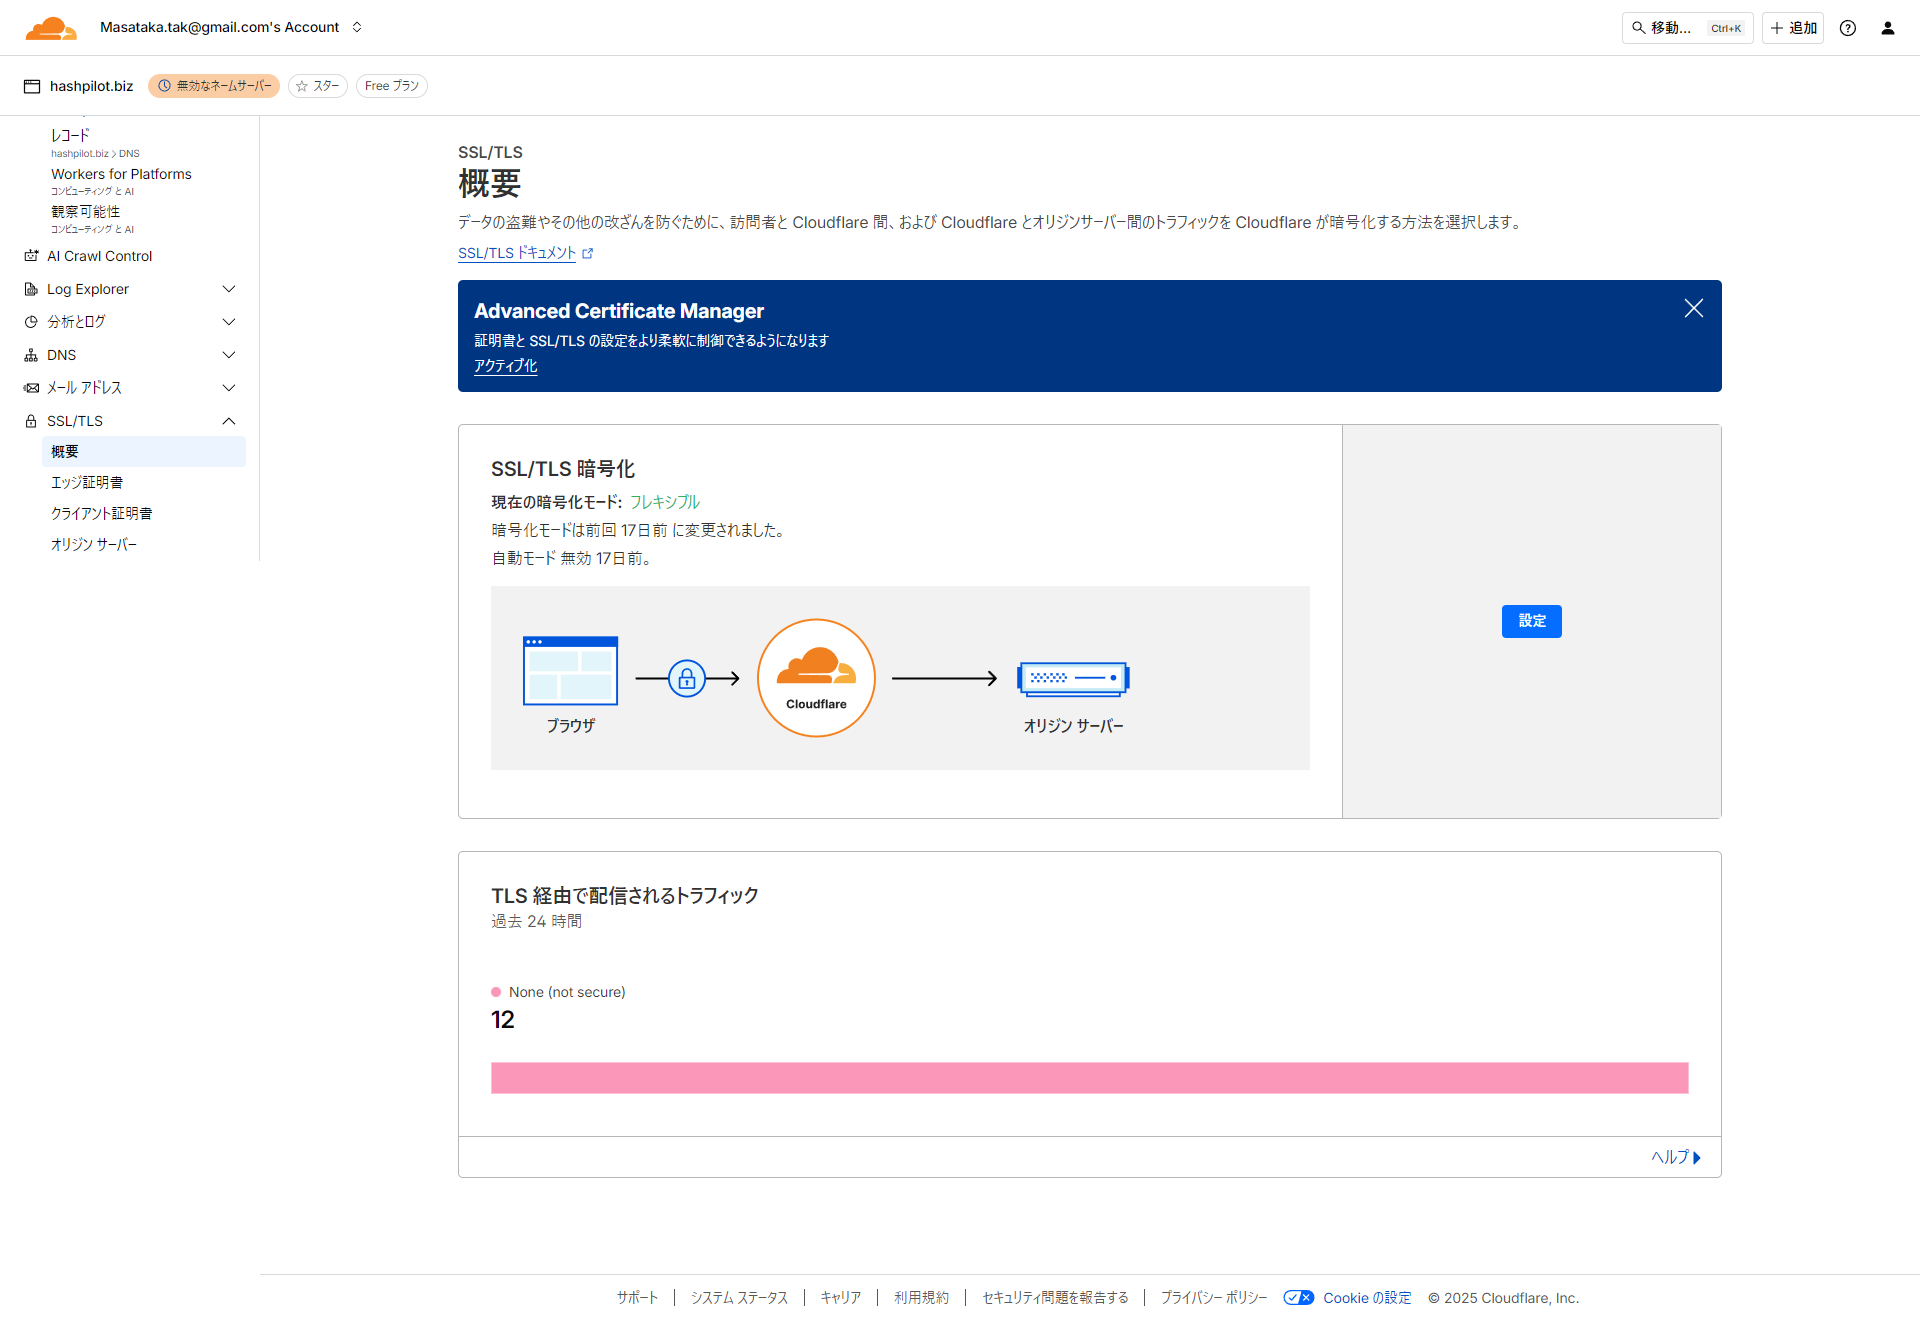 Masataka.tak@gmail.com's Account
移動...
Ctrl+K
追加
hashpilot.biz
無効なネームサーバー
スター
Free プラン
レコード
hashpilot.biz > DNS
Workers for Platforms
コンピューティング と AI
観察可能性
コンピューティング と AI
AI Crawl Control
Log Explorer
分析とログ
DNS
メール アドレス
SSL/TLS
概要
エッジ証明書
クライアント証明書
オリジン サーバー
SSL/TLS
概要
データの盗難やその他の改ざんを防ぐために、訪問者と Cloudflare 間、および Cloudflare とオリジンサーバー間のトラフィックを Cloudflare が暗号化する方法を選択します。
SSL/TLS ドキュメント
Advanced Certificate Manager
証明書と SSL/TLS の設定をより柔軟に制御できるようになります
アクティブ化
SSL/TLS 暗号化
現在の暗号化モード: フレキシブル
暗号化モードは前回 17日前 に変更されました。
自動モード 無効 17日前。
Cloudflare
ブラウザ
オリジン サーバー
設定
TLS 経由で配信されるトラフィック
過去 24 時間
None (not secure)
12
ヘルプ
サポート
システム ステータス
キャリア
利用規約
セキュリティ問題を報告する
プライバシー ポリシー
Cookie の設定
© 2025 Cloudflare, Inc.